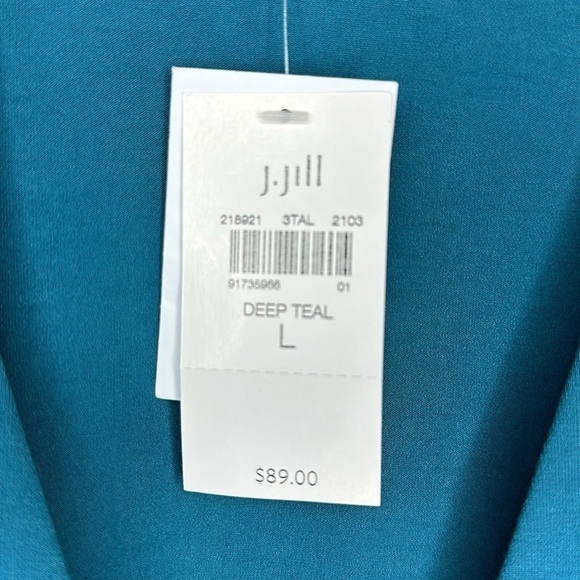 J.Jill
218921 3TAL 2103
91735966 01
DEEP TEAL
L
$89.00